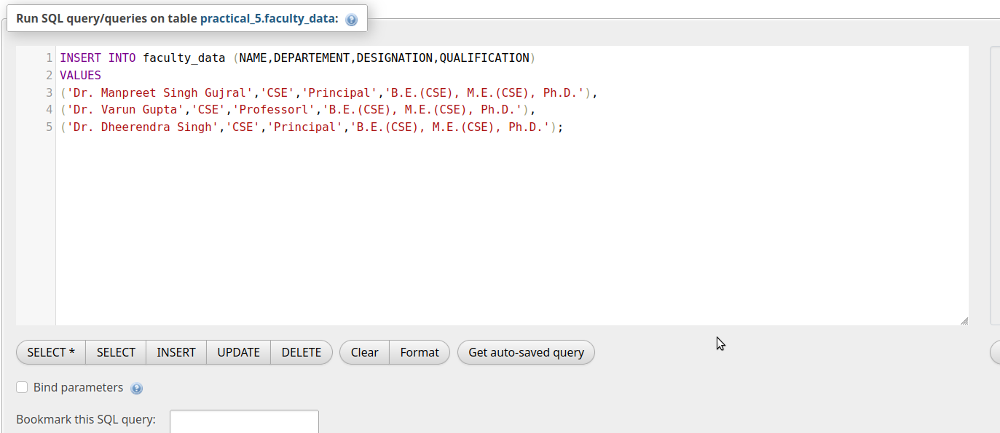 Run SQL query/queries on table practical_5.faculty_data:
1 INSERT INTO faculty_data (NAME,DEPARTEMENT,DESIGNATION,QUALIFICATION)
2 VALUES
3 ('Dr. Manpreet Singh Gujral','CSE','Principal','B.E.(CSE), M.E.(CSE), Ph.D.'),
4 ('Dr. Varun Gupta','CSE','Professorl','B.E.(CSE), M.E.(CSE), Ph.D.'),
5 ('Dr. Dheerendra Singh','CSE','Principal','B.E.(CSE), M.E.(CSE), Ph.D.');
SELECT * SELECT INSERT UPDATE DELETE Clear Format Get auto-saved query
Bind parameters
Bookmark this SQL query: